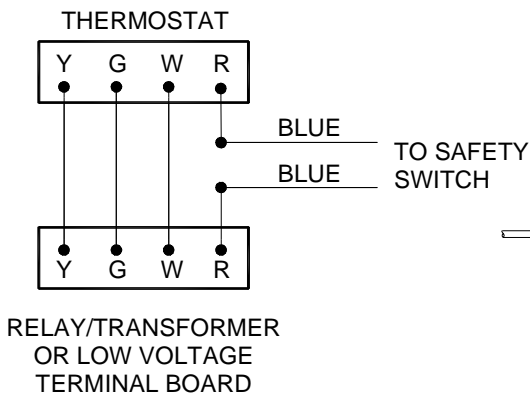 THERMOSTAT
Y G W R
BLUE
TO SAFETY
BLUE
SWITCH
Y G W R
RELAY/TRANSFORMER
OR LOW VOLTAGE
TERMINAL BOARD